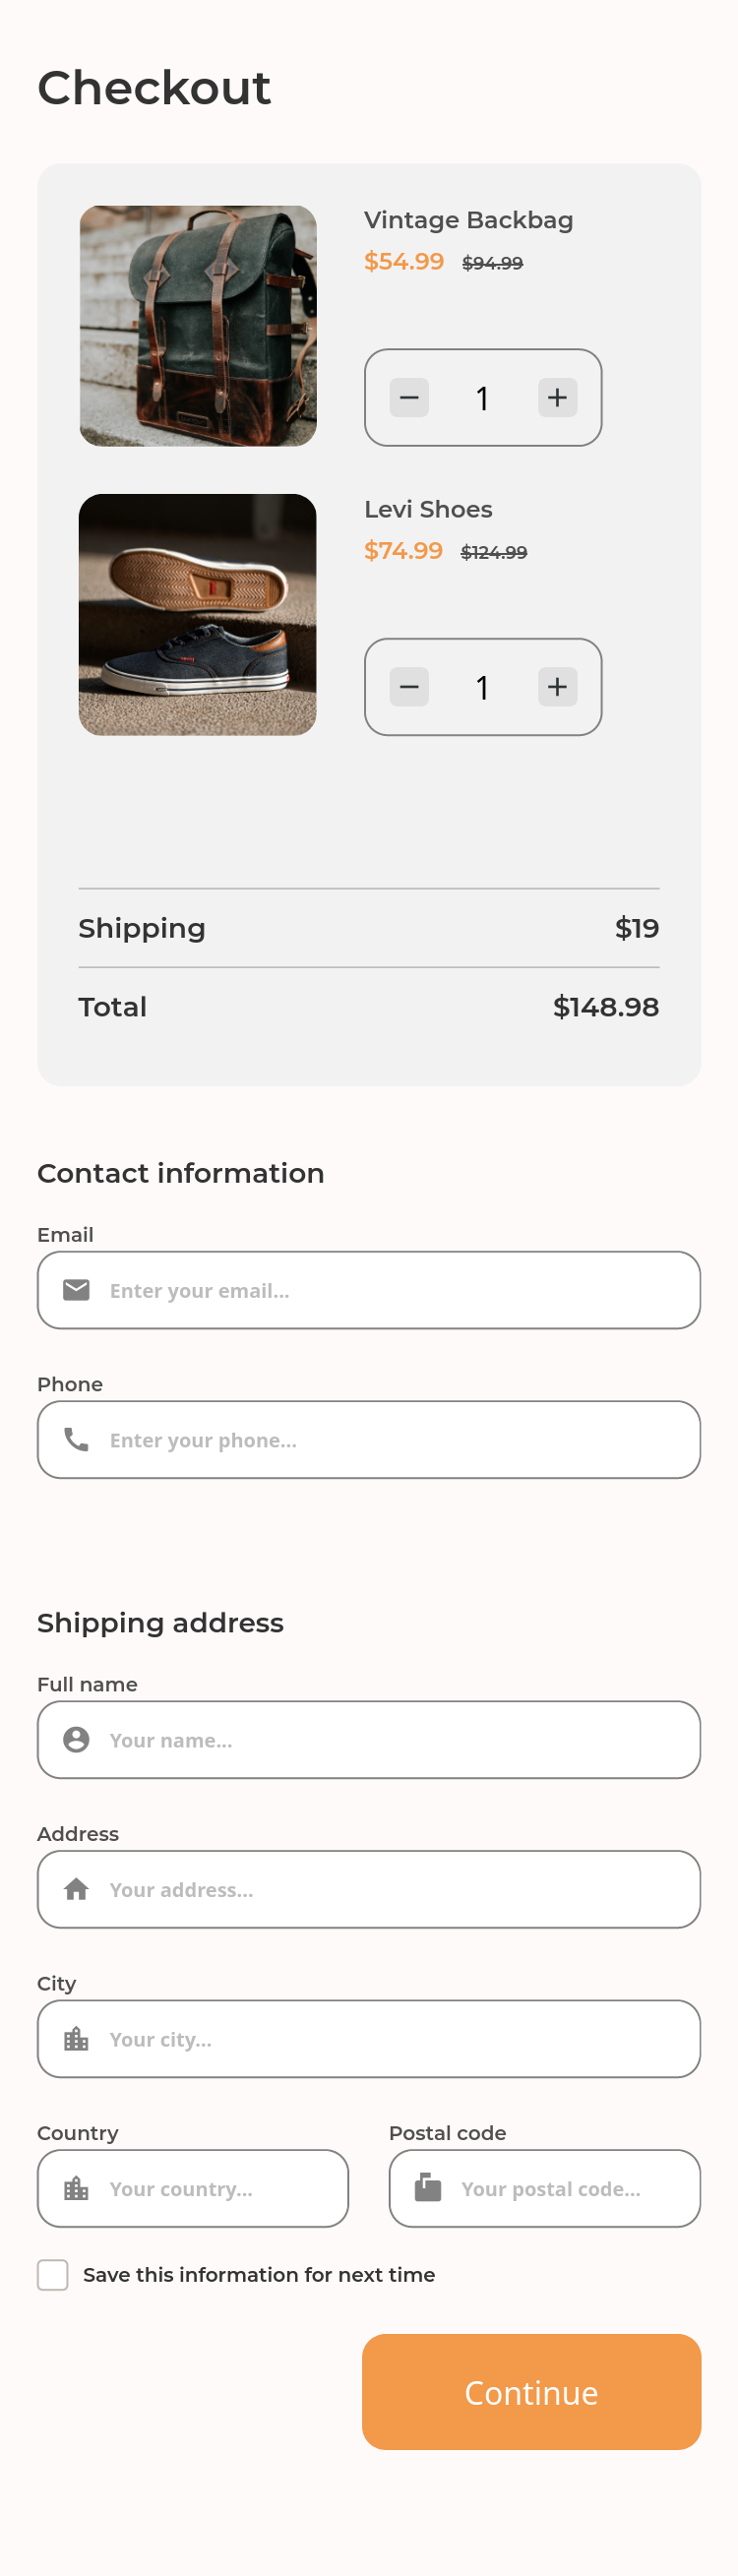 Checkout
Vintage Backbag
$54.99 $94.99
1
Levi Shoes
$74.99 $124.99
1
Shipping $19
Total $148.98
Contact information
Email
Enter your email...
Phone
Enter your phone...
Shipping address
Full name
Your name...
Address
Your address...
City
Your city...
Country Postal code
Your country... Your postal code...
Save this information for next time
Continue